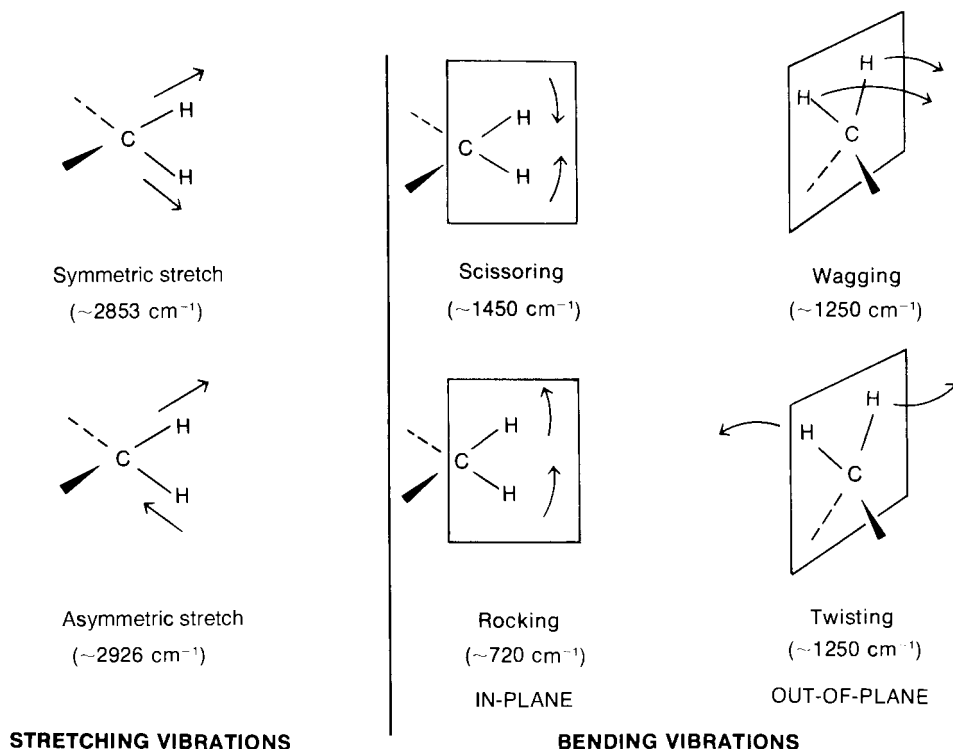 H
C
H
Symmetric stretch
(~2853 cm⁻¹)
H
C
H
Asymmetric stretch
(~2926 cm⁻¹)
STRETCHING VIBRATIONS
H
C
H
Scissoring
(~1450 cm⁻¹)
H
H
C
Wagging
(~1250 cm⁻¹)
H
C
H
Rocking
(~720 cm⁻¹)
IN-PLANE
H
H
C
Twisting
(~1250 cm⁻¹)
OUT-OF-PLANE
BENDING VIBRATIONS